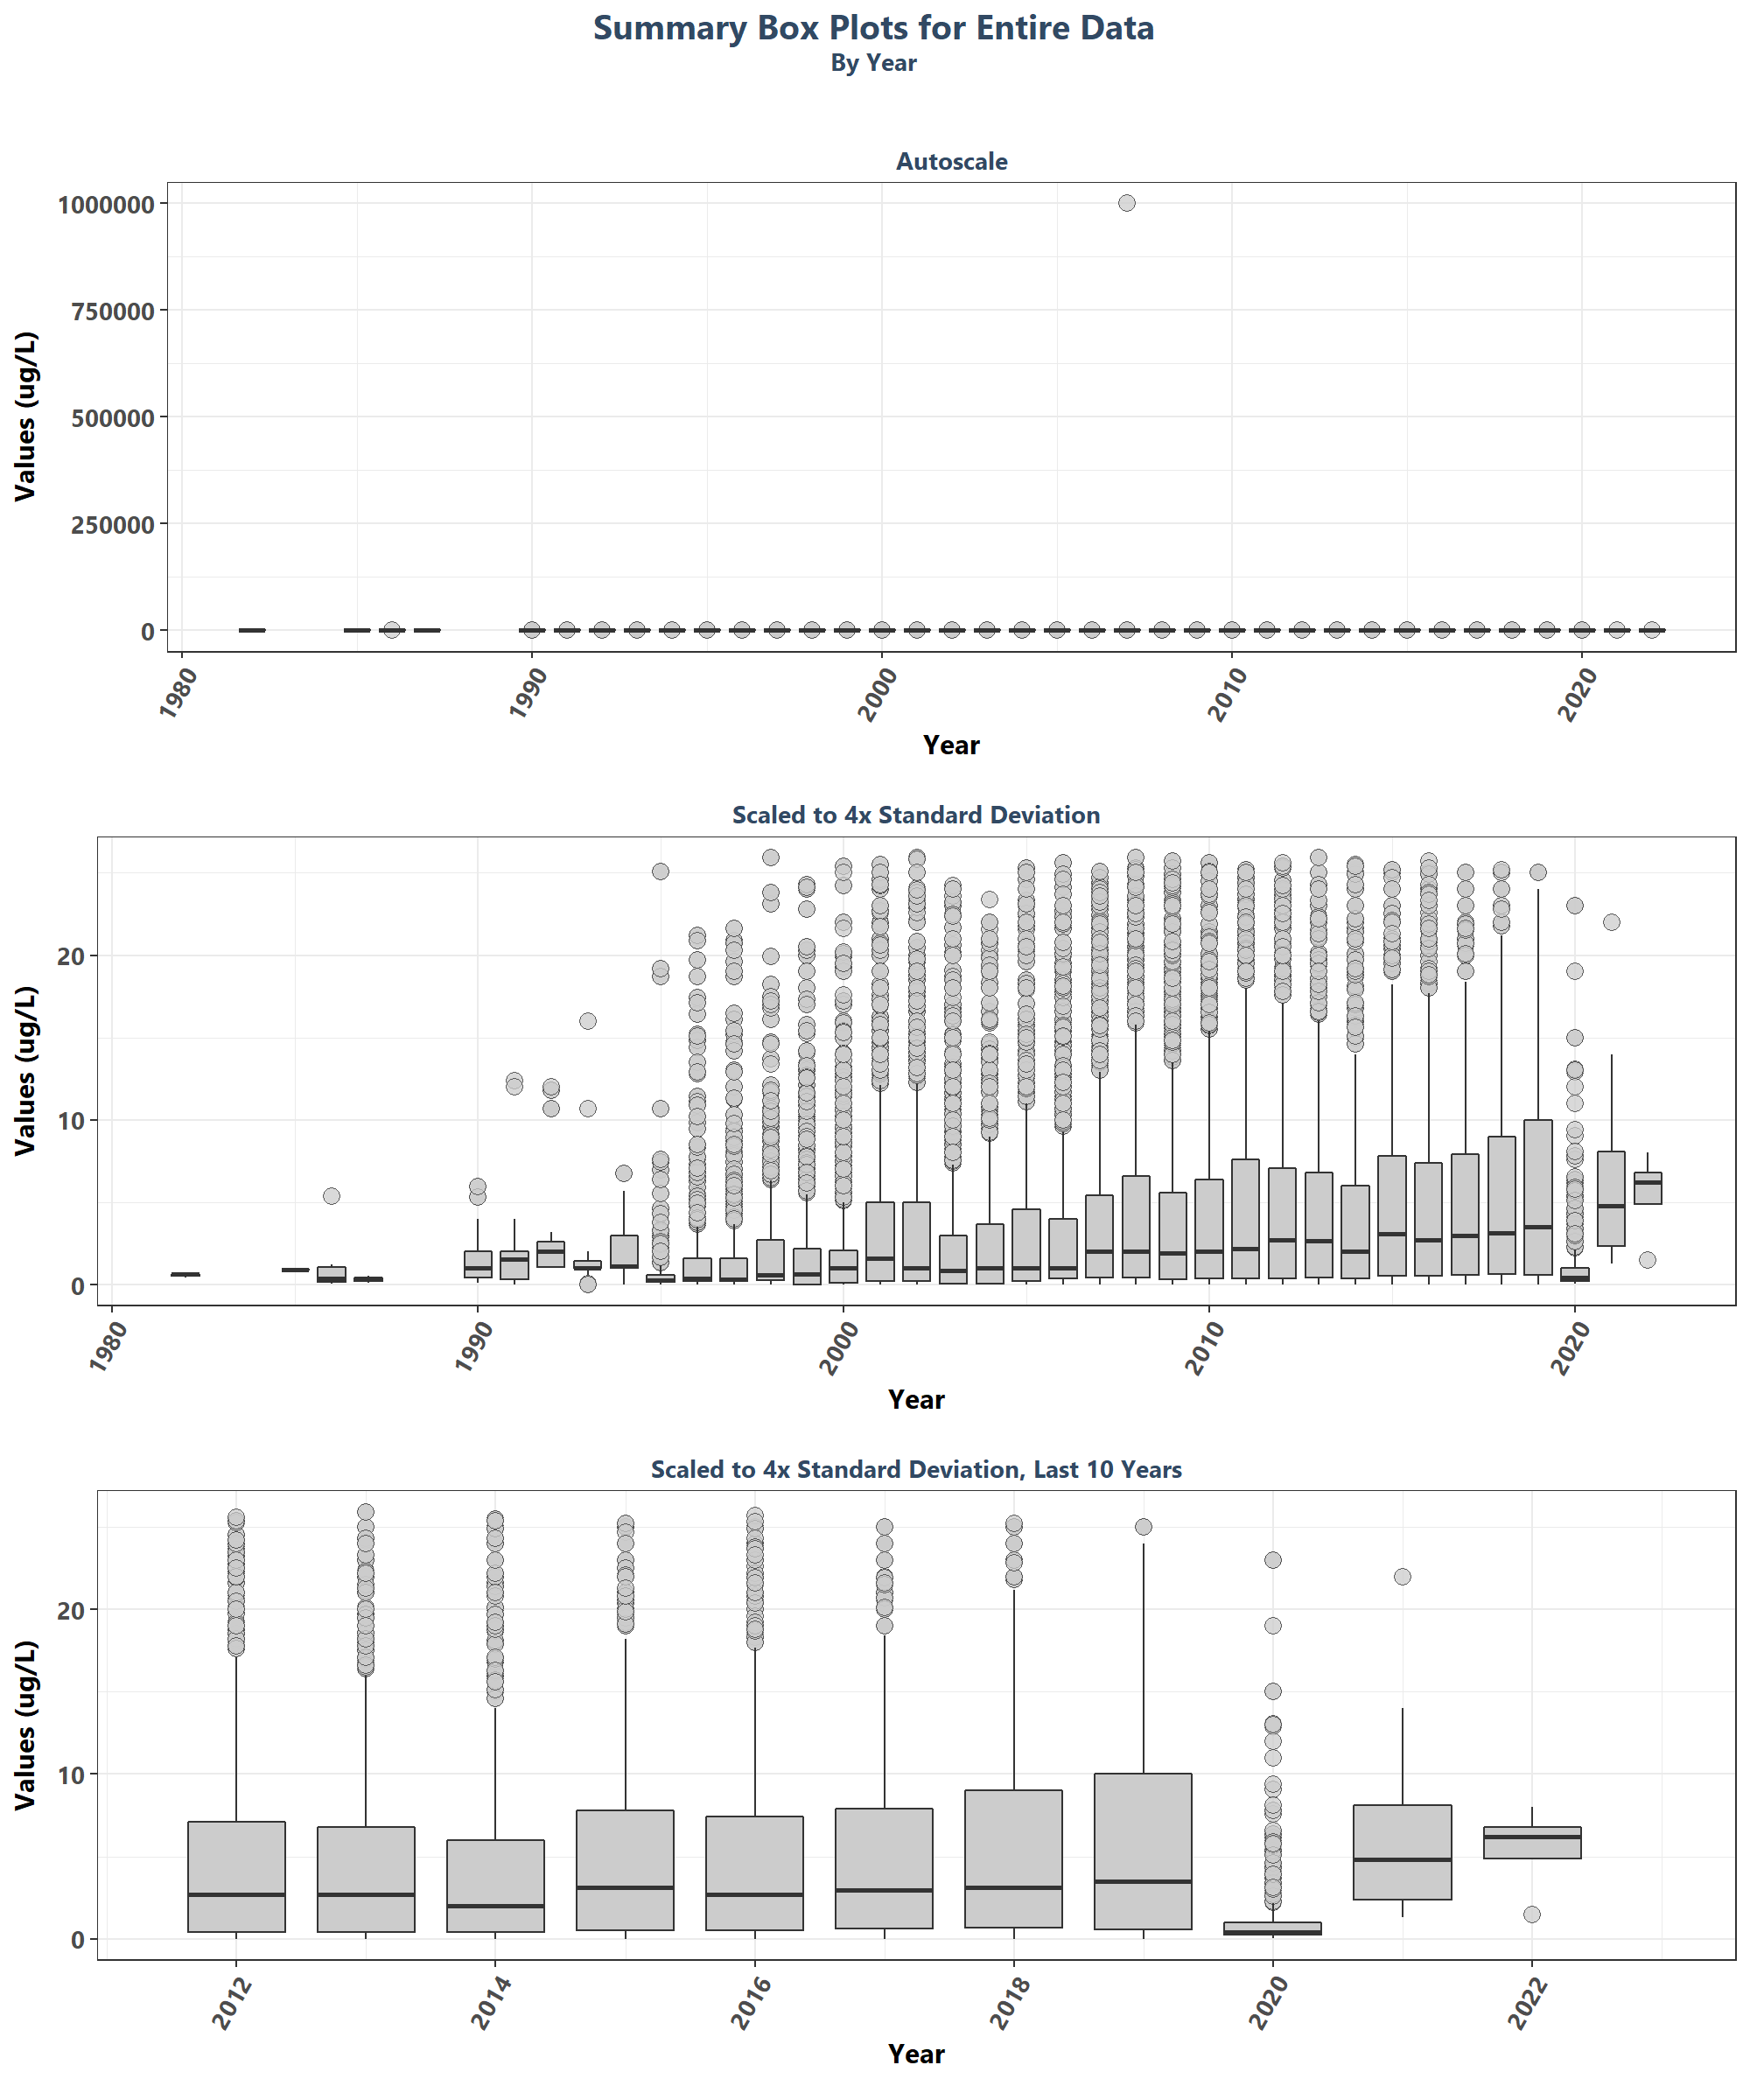 Summary Box Plots for Entire Data
By Year
Autoscale
Values (ug/L)
1000000
750000
500000
250000
0
1980 1990 2000 2010 2020
Year
Scaled to 4x Standard Deviation
Values (ug/L)
20
10
0
1980 1990 2000 2010 2020
Year
Scaled to 4x Standard Deviation, Last 10 Years
Values (ug/L)
20
10
0
2012 2014 2016 2018 2020 2022
Year